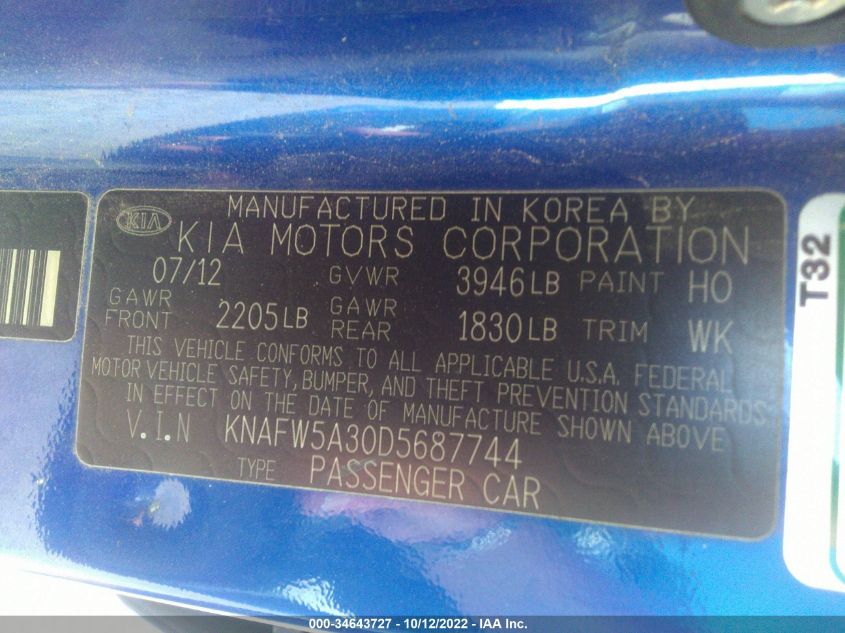 MANUFACTURED IN KOREA BY
KIA KIA MOTORS CORPORATION
07/12 GVWR 3946LB PAINT HO
GAWR FRONT 2205LB GAWR REAR 1830LB TRIM WK
THIS VEHICLE CONFORMS TO ALL APPLICABLE U.S.A. FEDERAL
MOTOR VEHICLE SAFETY, BUMPER, AND THEFT PREVENTION STANDARDS
IN EFFECT ON THE DATE OF MANUFACTURE SHOWN ABOVE
V.I.N KNAFW5A30D5687744
TYPE PASSENGER CAR
T32
000-34643727 - 10/12/2022 - IAA Inc.